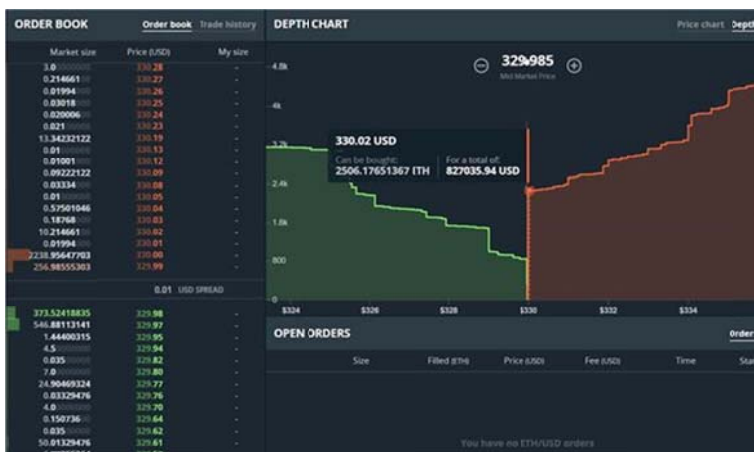 ORDER BOOK Order book Trade history
Market size Price (USD) My size
3.0 330.28 -
0.214661 330.27 -
0.01994 330.26 -
0.03018 330.25 -
0.020006 330.24 -
0.021 330.23 -
13.34232122 330.19 -
0.01 330.13 -
0.01001 330.12 -
0.09222122 330.09 -
0.03334 330.08 -
0.01 330.05 -
0.57501046 330.04 -
0.18768 330.03 -
10.214661 330.02 -
0.01994 330.01 -
2238.95647703 330.00 -
256.98555303 329.99 -
0.01 USD SPREAD
373.52418835 329.98 -
546.88113141 329.97 -
1.44400315 329.95 -
4.5 329.94 -
0.035 329.82 -
7.0 329.80 -
24.90469324 329.77 -
0.03329476 329.76 -
4.0 329.70 -
0.150736 329.64 -
0.035 329.62 -
50.01329476 329.61 -
DEPTH CHART Price chart Depth
329.985
Mid Market Price
4.8k
4k
3.2k
2.4k
1.6k
800
0
330.02 USD
Can be bought: For a total of:
2506.17651367 ITH 827035.94 USD
$324 $326 $328 $330 $332 $334
OPEN ORDERS Orders
Size Filled (ETH) Price (USD) Fee (USD) Time
You have no ETH/USD orders